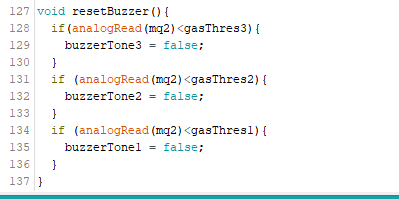 127 void resetBuzzer(){
128   if(analogRead(mq2)<gasThres3){
129     buzzerTone3 = false;
130   }
131   if (analogRead(mq2)<gasThres2){
132     buzzerTone2 = false;
133   }
134   if (analogRead(mq2)<gasThres1){
135     buzzerTone1 = false;
136   }
137 }